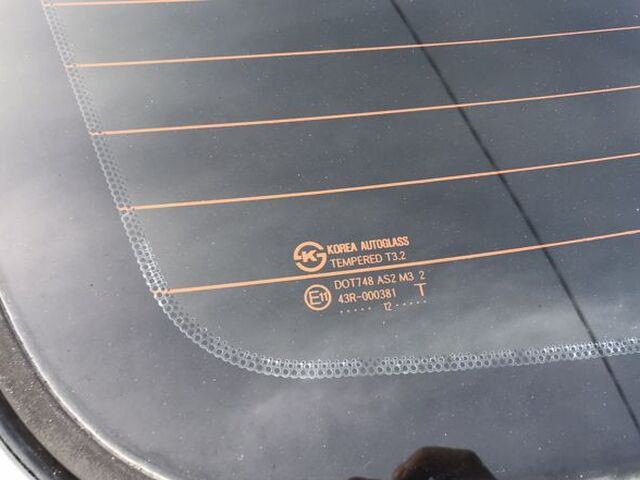 KOREA AUTOGLASS
TEMPERED T3.2
DOT748 AS2 M3 2
E11 43R-000381 T
..... 12 .....